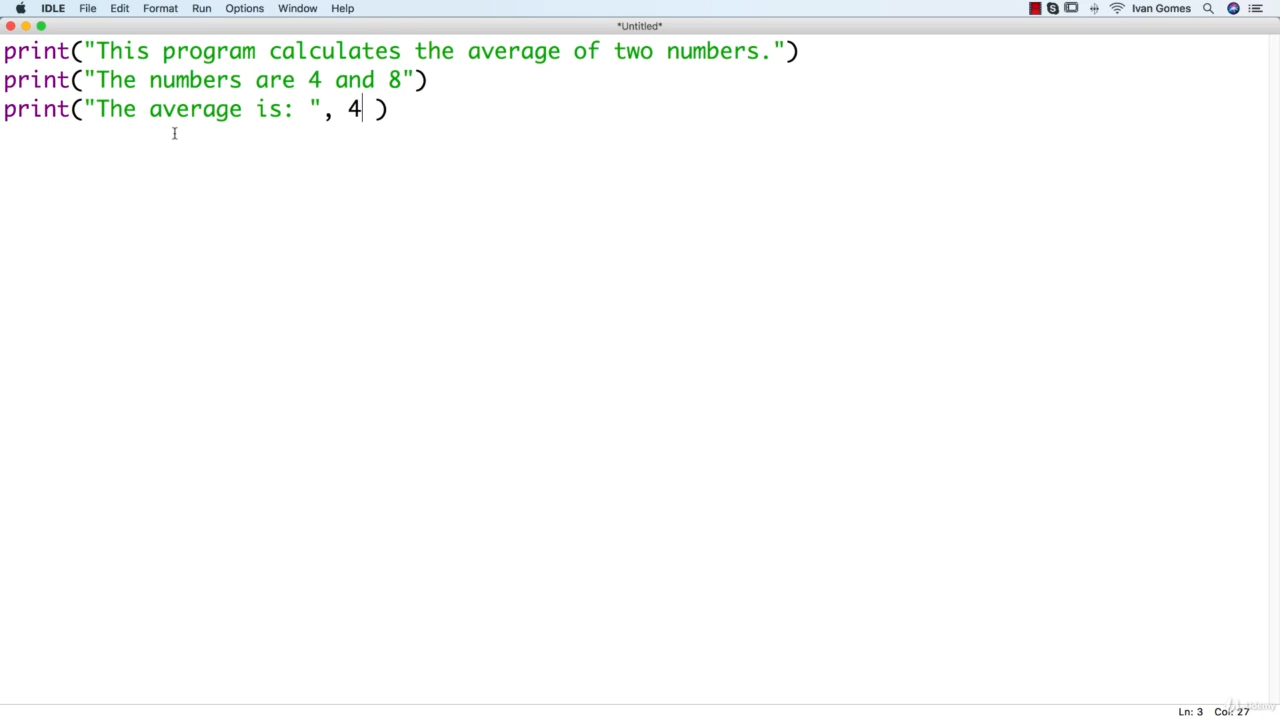 IDLE File Edit Format Run Options Window Help Ivan Gomes
*Untitled*
print("This program calculates the average of two numbers.")
print("The numbers are 4 and 8")
print("The average is: ", 4 )
Udemy
Ln: 3 Col: 27